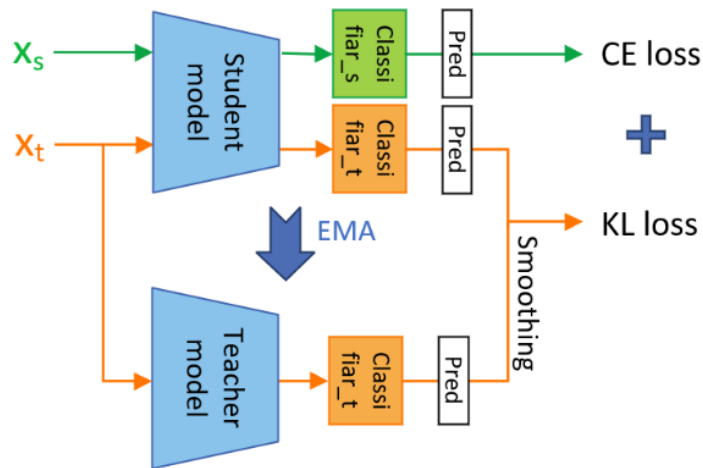 Xs
Student
model
Classi
fiar_s
Pred
CE loss
Xt
Classi
fiar_t
Pred
+
EMA
KL loss
Smoothing
Teacher
model
Classi
fiar_t
Pred